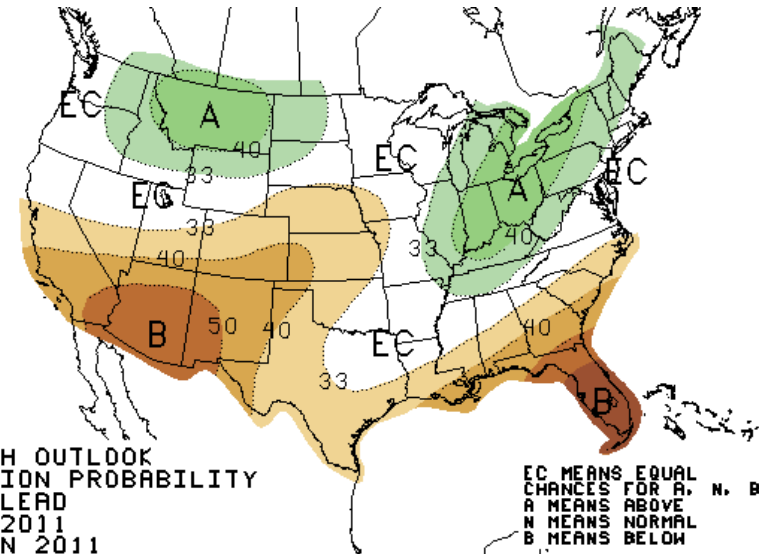 EC
A
40
33
EC
33
40
B
50
40
33
EC
EC
33
A
40
EC
40
B
H OUTLOOK
ION PROBABILITY
LEAD
2011
N 2011
EC MEANS EQUAL
CHANCES FOR A, N, B
A MEANS ABOVE
N MEANS NORMAL
B MEANS BELOW